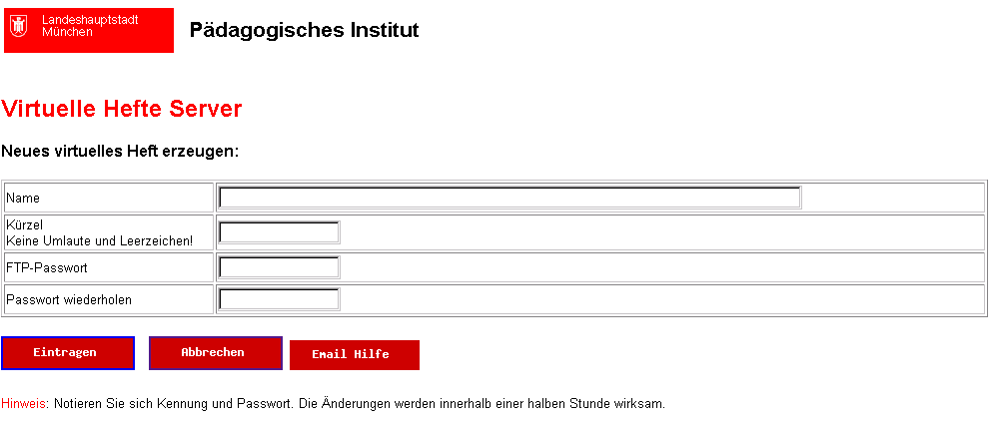 Landeshauptstadt
München
Pädagogisches Institut
Virtuelle Hefte Server
Neues virtuelles Heft erzeugen:
Name
Kürzel
Keine Umlaute und Leerzeichen!
FTP-Passwort
Passwort wiederholen
Eintragen Abbrechen Email Hilfe
Hinweis: Notieren Sie sich Kennung und Passwort. Die Änderungen werden innerhalb einer halben Stunde wirksam.